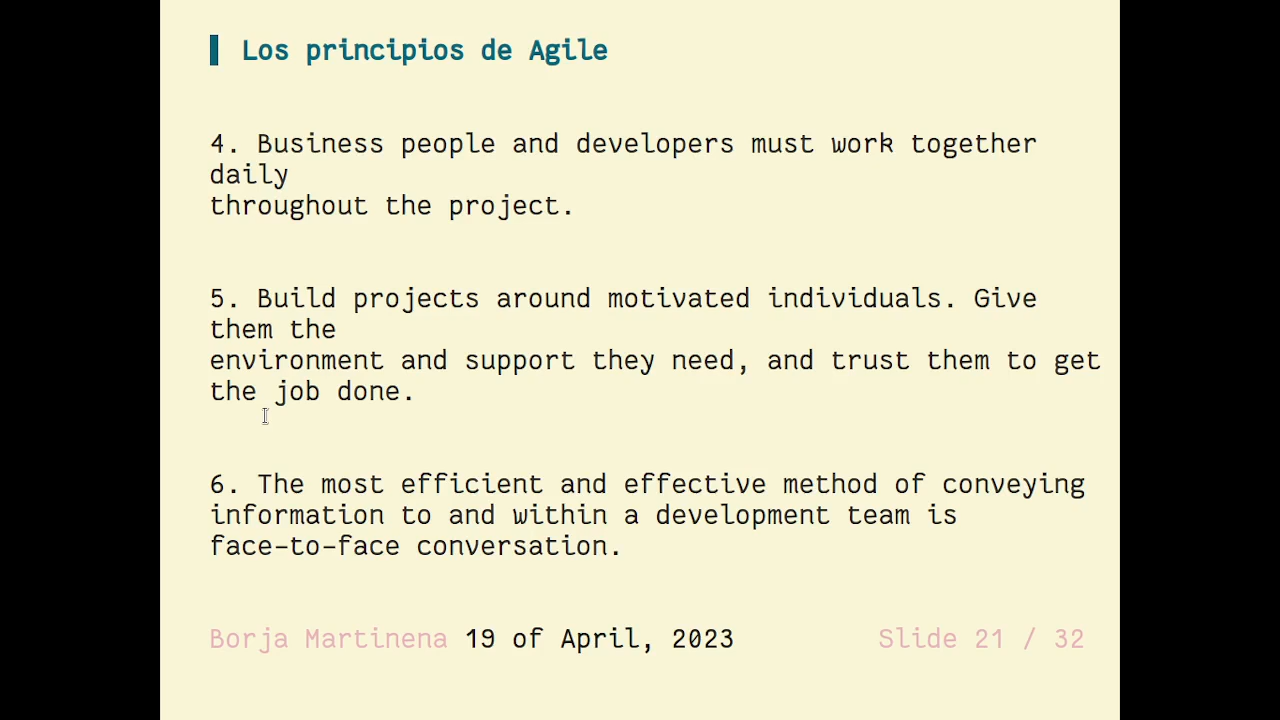 Los principios de Agile
4. Business people and developers must work together
daily
throughout the project.
5. Build projects around motivated individuals. Give
them the
environment and support they need, and trust them to get
the job done.
6. The most efficient and effective method of conveying
information to and within a development team is
face-to-face conversation.
Borja Martinena 19 of April, 2023 Slide 21 / 32